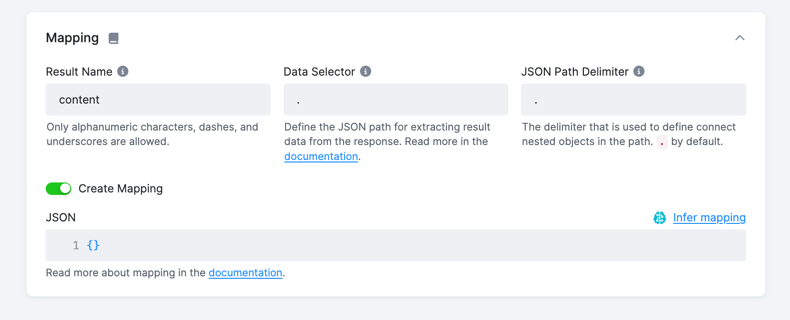 Mapping
Result Name
Data Selector
JSON Path Delimiter
content
.
.
Only alphanumeric characters, dashes, and
underscores are allowed.
Define the JSON path for extracting result
data from the response. Read more in the
documentation.
The delimiter that is used to define connect
nested objects in the path. . by default.
Create Mapping
JSON
Infer mapping
1 {}
Read more about mapping in the documentation.